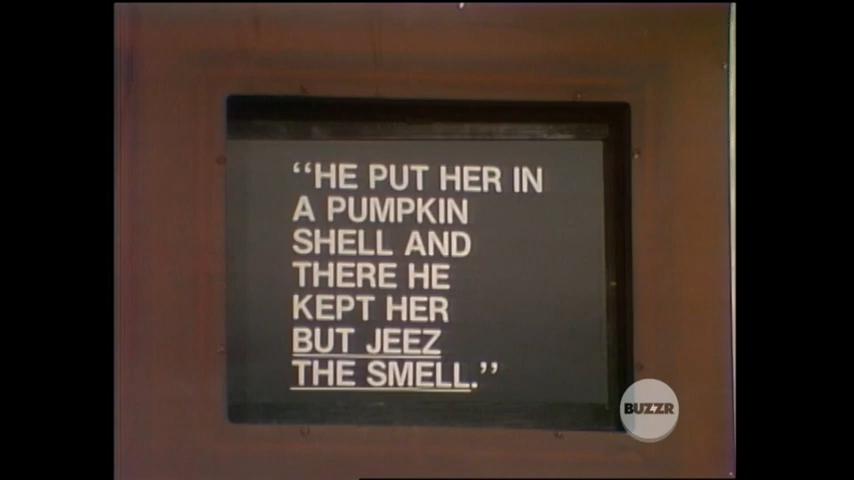 “HE PUT HER IN
A PUMPKIN
SHELL AND
THERE HE
KEPT HER
BUT JEEZ
THE SMELL.”
BUZZR